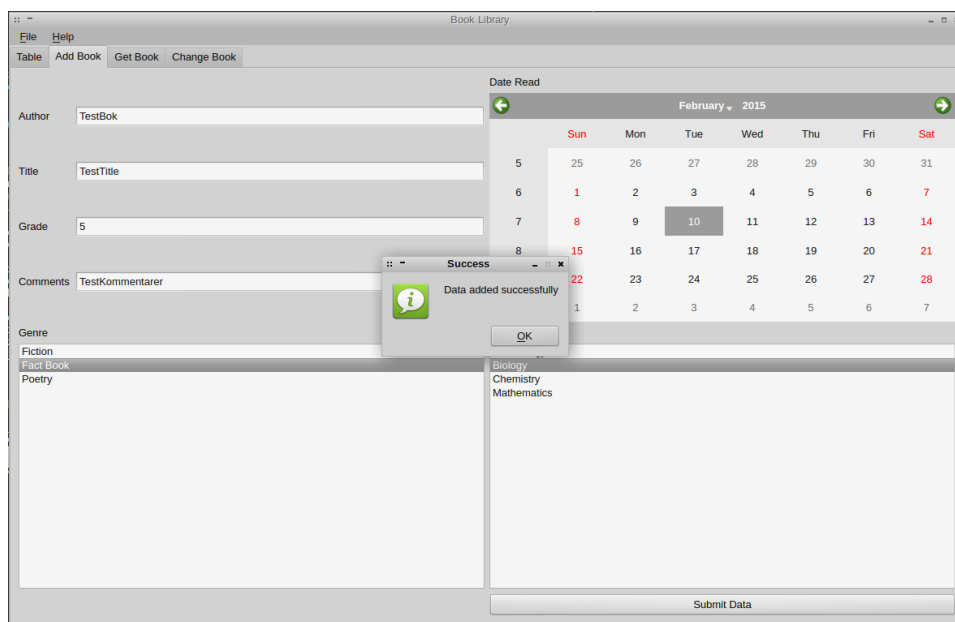 Book Library
File Help
Table Add Book Get Book Change Book
Date Read
February 2015
Author TestBok
Sun Mon Tue Wed Thu Fri Sat
5 25 26 27 28 29 30 31
Title TestTitle
6 1 2 3 4 5 6 7
7 8 9 10 11 12 13 14
Grade 5
8 15 16 17 18 19 20 21
Success
22 23 24 25 26 27 28
Comments TestKommentarer
Data added successfully
1 2 3 4 5 6 7
OK
Genre
Fiction
Fact Book
Poetry
Biology
Chemistry
Mathematics
Submit Data